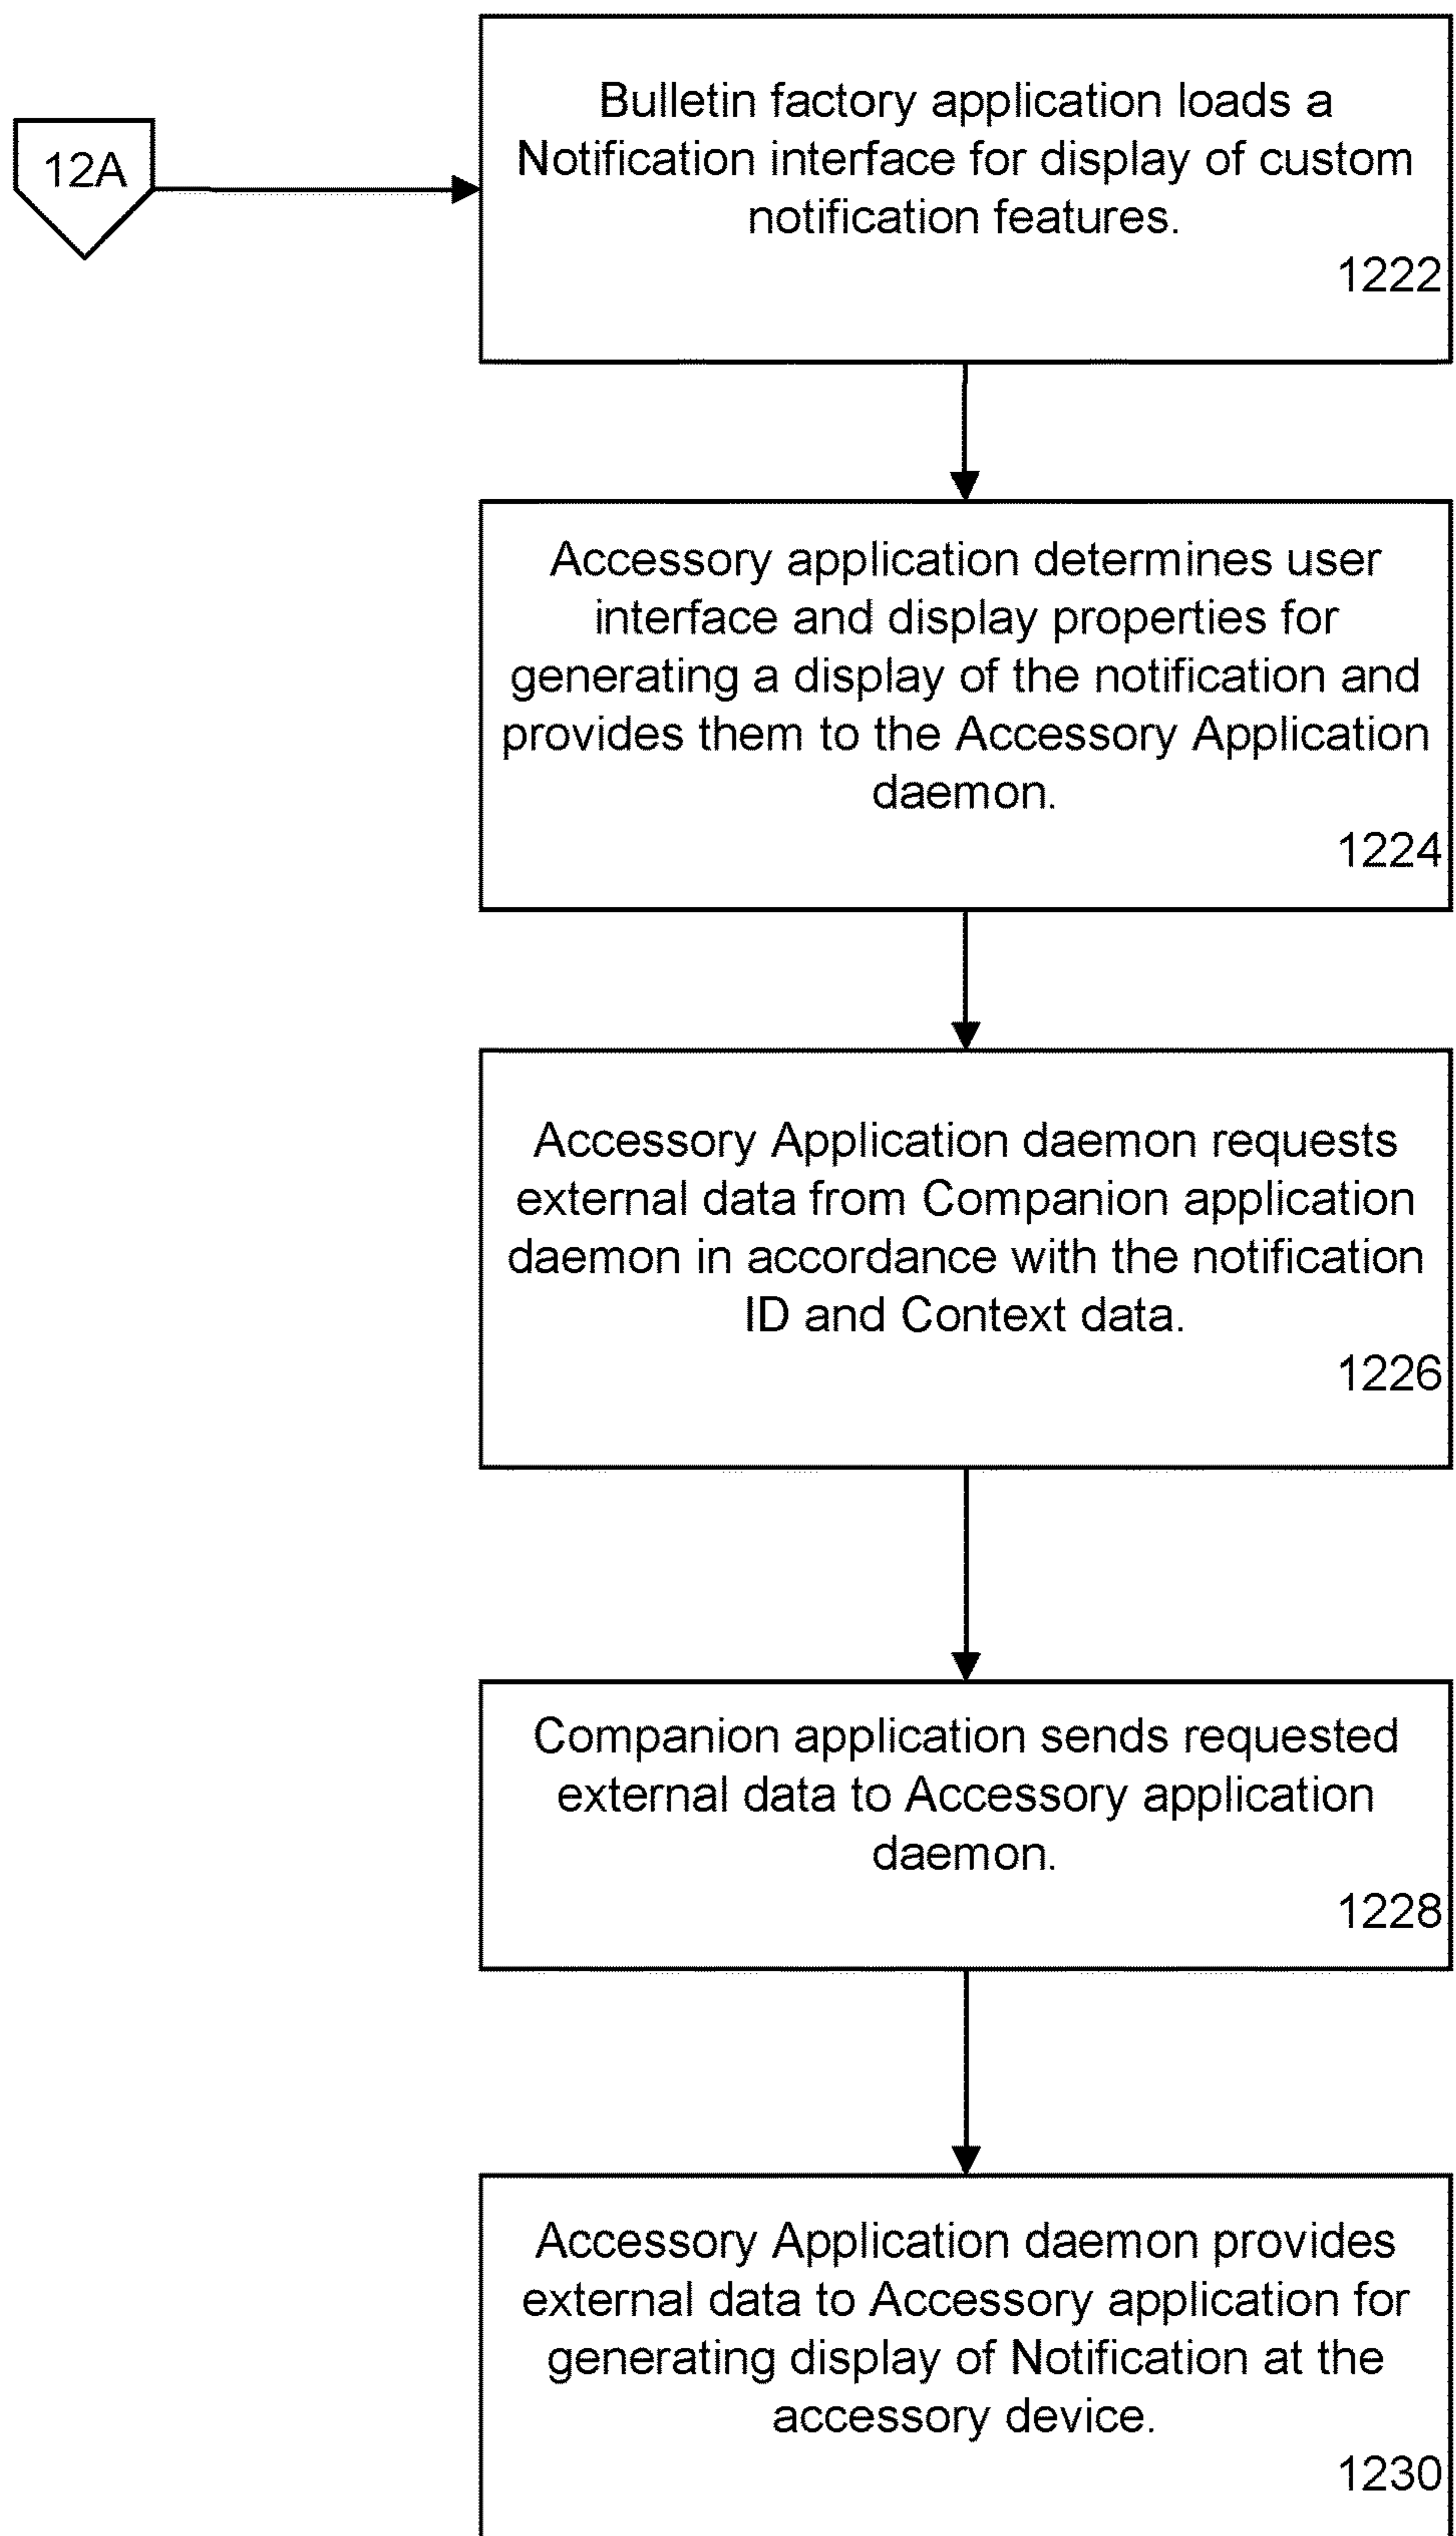 12A
Bulletin factory application loads a
Notification interface for display of custom
notification features.
1222
Accessory application determines user
interface and display properties for
generating a display of the notification and
provides them to the Accessory Application
daemon.
1224
Accessory Application daemon requests
external data from Companion application
daemon in accordance with the notification
ID and Context data.
1226
Companion application sends requested
external data to Accessory application
daemon.
1228
Accessory Application daemon provides
external data to Accessory application for
generating display of Notification at the
accessory device.
1230